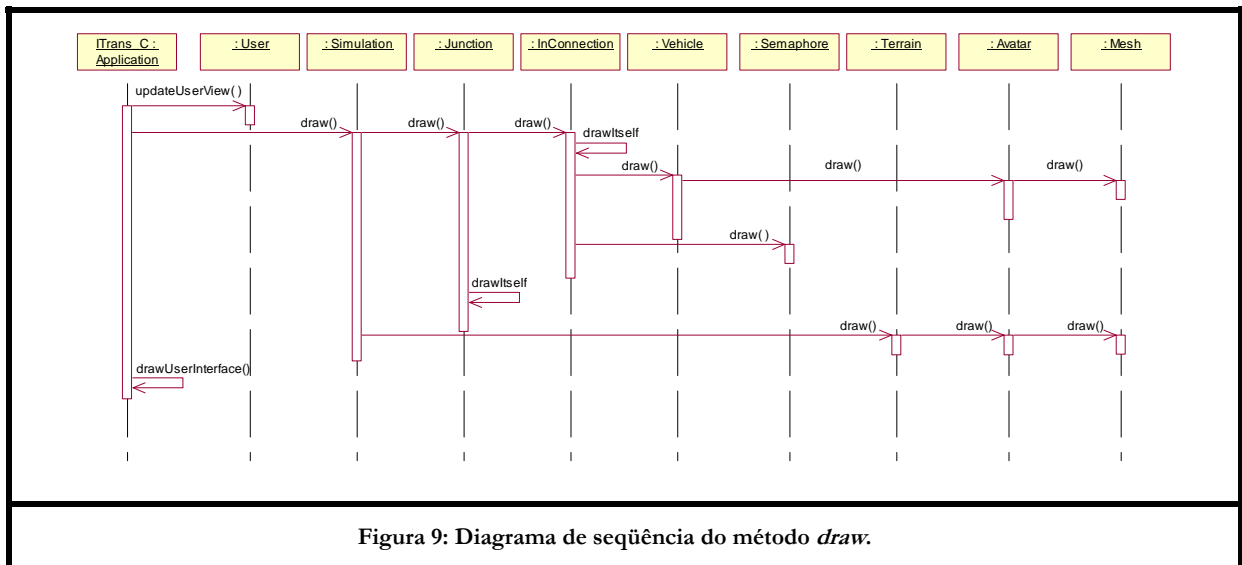 ITrans_C :
Application
: User
: Simulation
: Junction
: InConnection
: Vehicle
: Semaphore
: Terrain
: Avatar
: Mesh
updateUserView( )
draw()
draw()
draw()
drawItself
draw()
draw()
draw()
draw( )
drawItself
draw()
draw()
draw()
drawUserInterface()
Figura 9: Diagrama de seqüência do método draw.